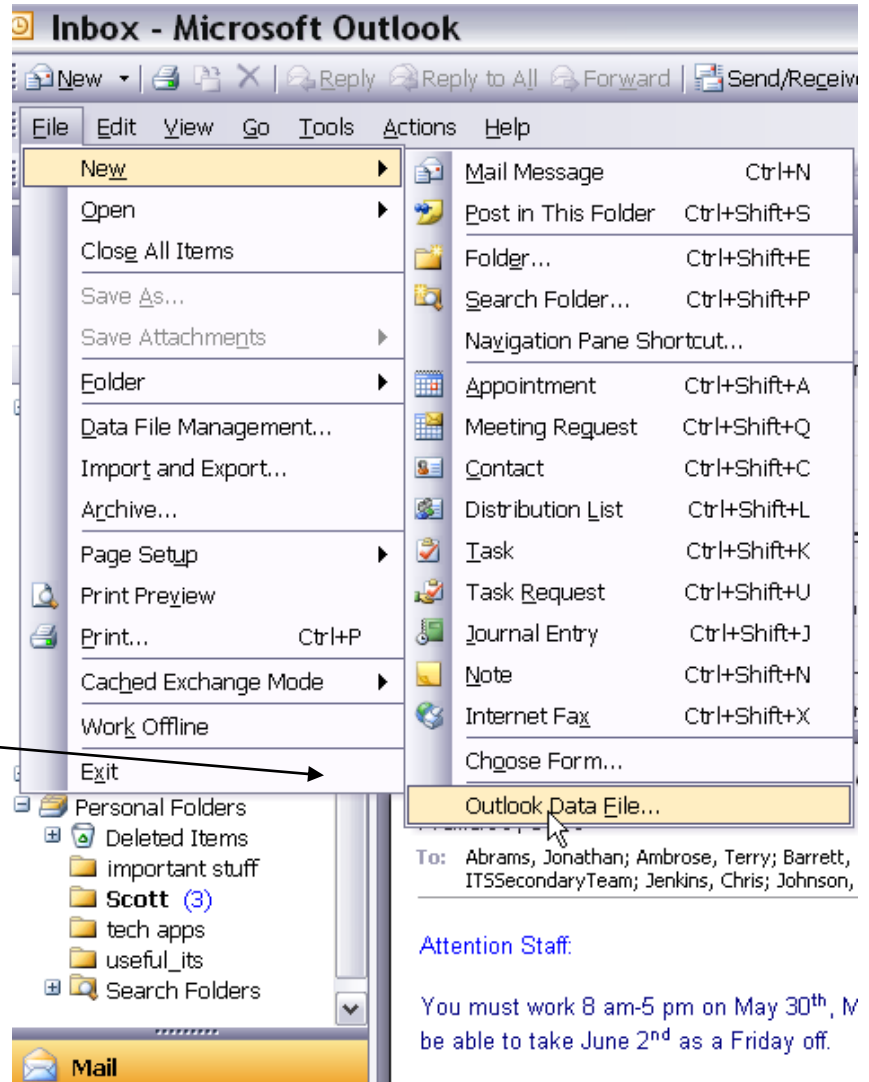 Inbox - Microsoft Outlook
New Reply Reply to All Forward Send/Receive
File Edit View Go Tools Actions Help
New
Open
Close All Items
Save As...
Save Attachments
Folder
Data File Management...
Import and Export...
Archive...
Page Setup
Print Preview
Print... Ctrl+P
Cached Exchange Mode
Work Offline
Exit
Mail Message Ctrl+N
Post in This Folder Ctrl+Shift+S
Folder... Ctrl+Shift+E
Search Folder... Ctrl+Shift+P
Navigation Pane Shortcut...
Appointment Ctrl+Shift+A
Meeting Request Ctrl+Shift+Q
Contact Ctrl+Shift+C
Distribution List Ctrl+Shift+L
Task Ctrl+Shift+K
Task Request Ctrl+Shift+U
Journal Entry Ctrl+Shift+J
Note Ctrl+Shift+N
Internet Fax Ctrl+Shift+X
Choose Form...
Outlook Data File...
Personal Folders
Deleted Items
important stuff
Scott (3)
tech apps
useful_its
Search Folders
Mail
To: Abrams, Jonathan; Ambrose, Terry; Barrett,
ITSSecondaryTeam; Jenkins, Chris; Johnson,
Attention Staff:
You must work 8 am-5 pm on May 30th, M
be able to take June 2nd as a Friday off.